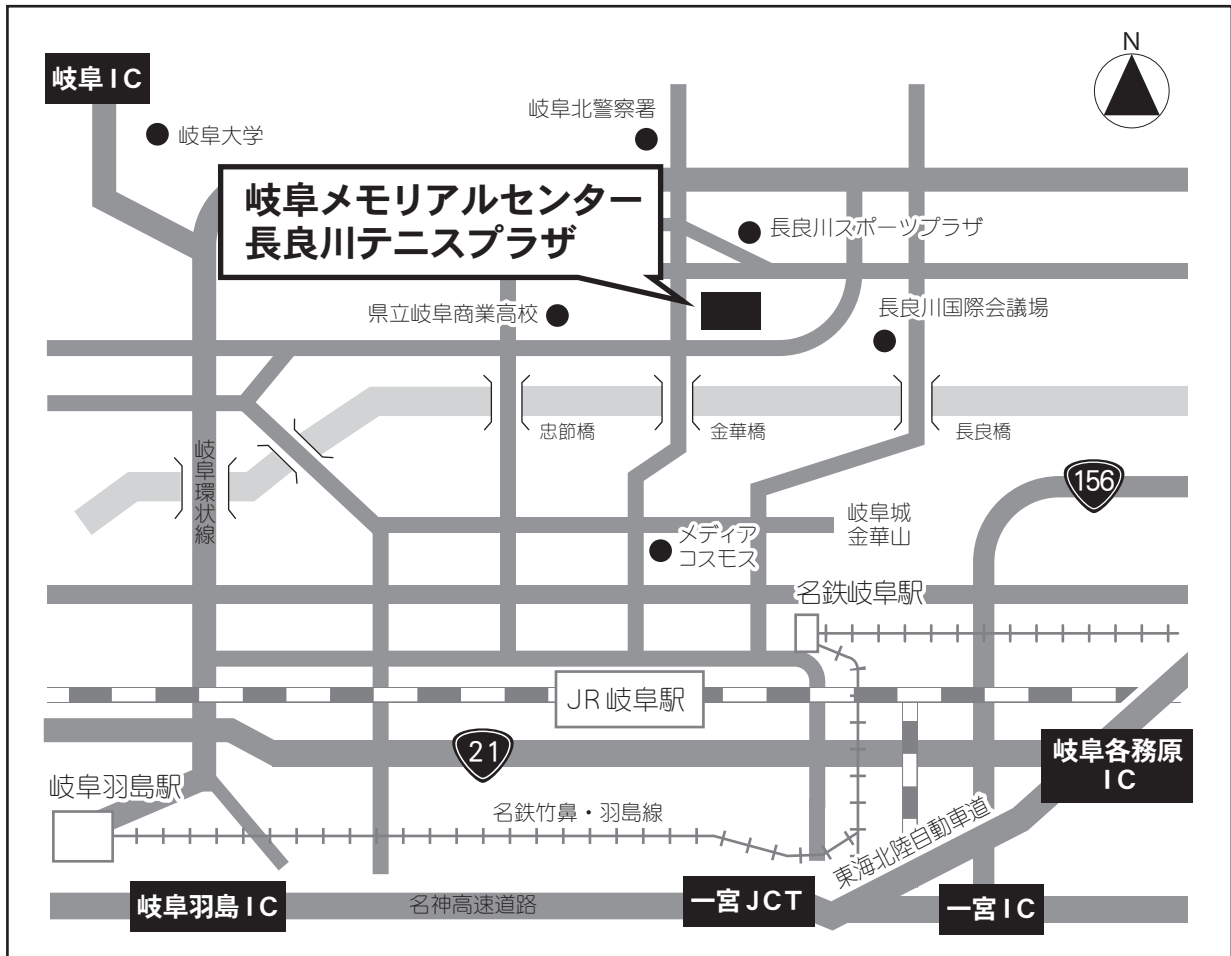 N
岐阜IC
岐阜大学
岐阜北警察署
岐阜メモリアルセンター
長良川テニスプラザ
長良川スポーツプラザ
県立岐阜商業高校
長良川国際会議場
忠節橋
金華橋
長良橋
岐阜環状線
156
岐阜城
金華山
メディア
コスモス
名鉄岐阜駅
JR岐阜駅
21
岐阜各務原
IC
岐阜羽島駅
名鉄竹鼻・羽島線
東海北陸自動車道
岐阜羽島IC
名神高速道路
一宮JCT
一宮IC